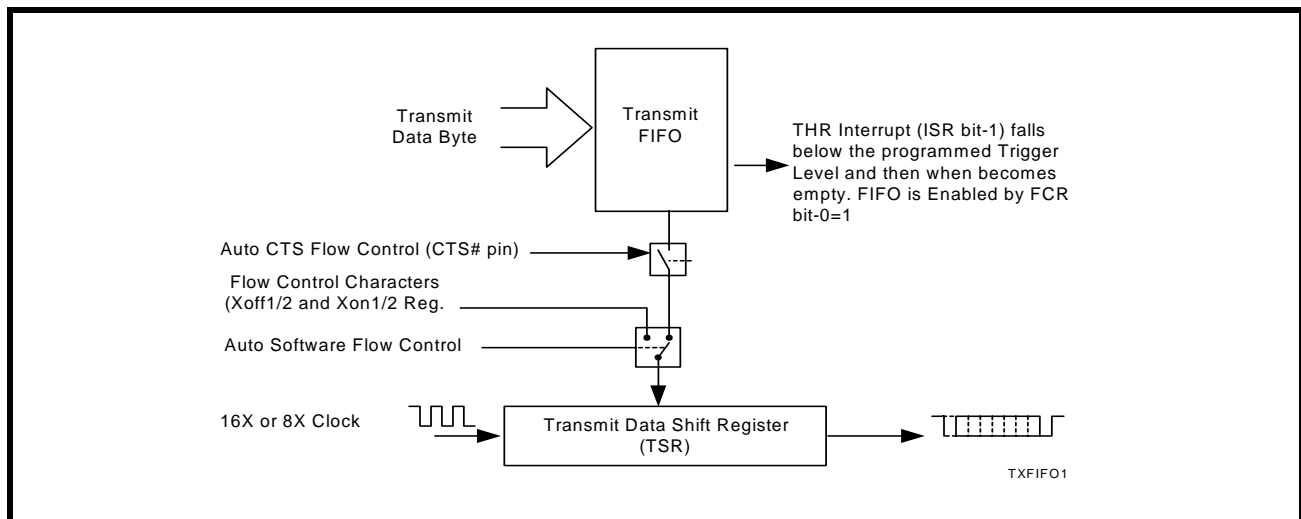 Transmit
Data Byte
Transmit
FIFO
THR Interrupt (ISR bit-1) falls
below the programmed Trigger
Level and then when becomes
empty. FIFO is Enabled by FCR
bit-0=1
Auto CTS Flow Control (CTS# pin)
Flow Control Characters
(Xoff1/2 and Xon1/2 Reg.
Auto Software Flow Control
16X or 8X Clock
Transmit Data Shift Register
(TSR)
TXFIFO1